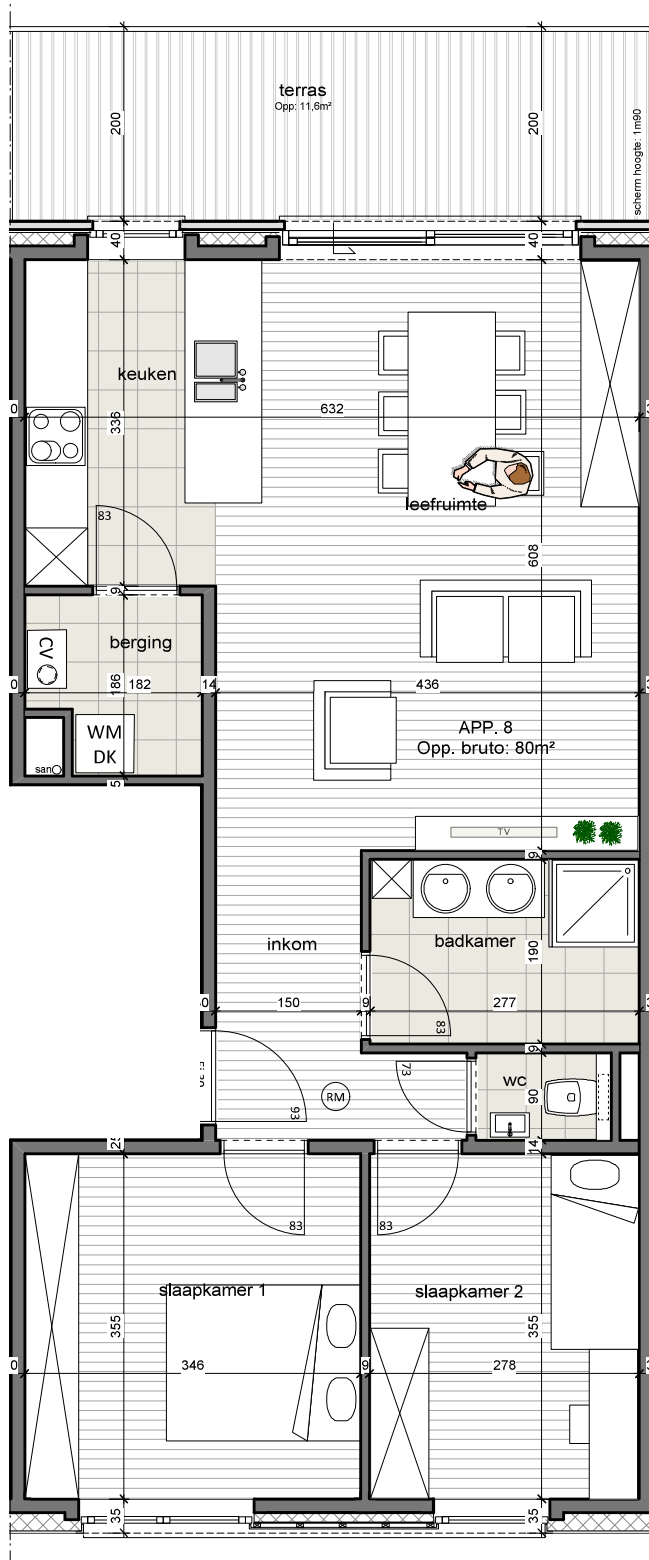 terras
Opp: 11,6m²
200
200
scherm hoogte: 1m90
40
40
keuken
632
336
leefruimte
83
608
9
berging
CV
186
182
14
436
WM
DK
APP. 8
Opp. bruto: 80m²
san
5
TV
9
inkom
badkamer
190
150
9
277
83
9
73
wc
90
RM
93
25
14
83
83
slaapkamer 1
slaapkamer 2
355
355
346
9
278
35
35